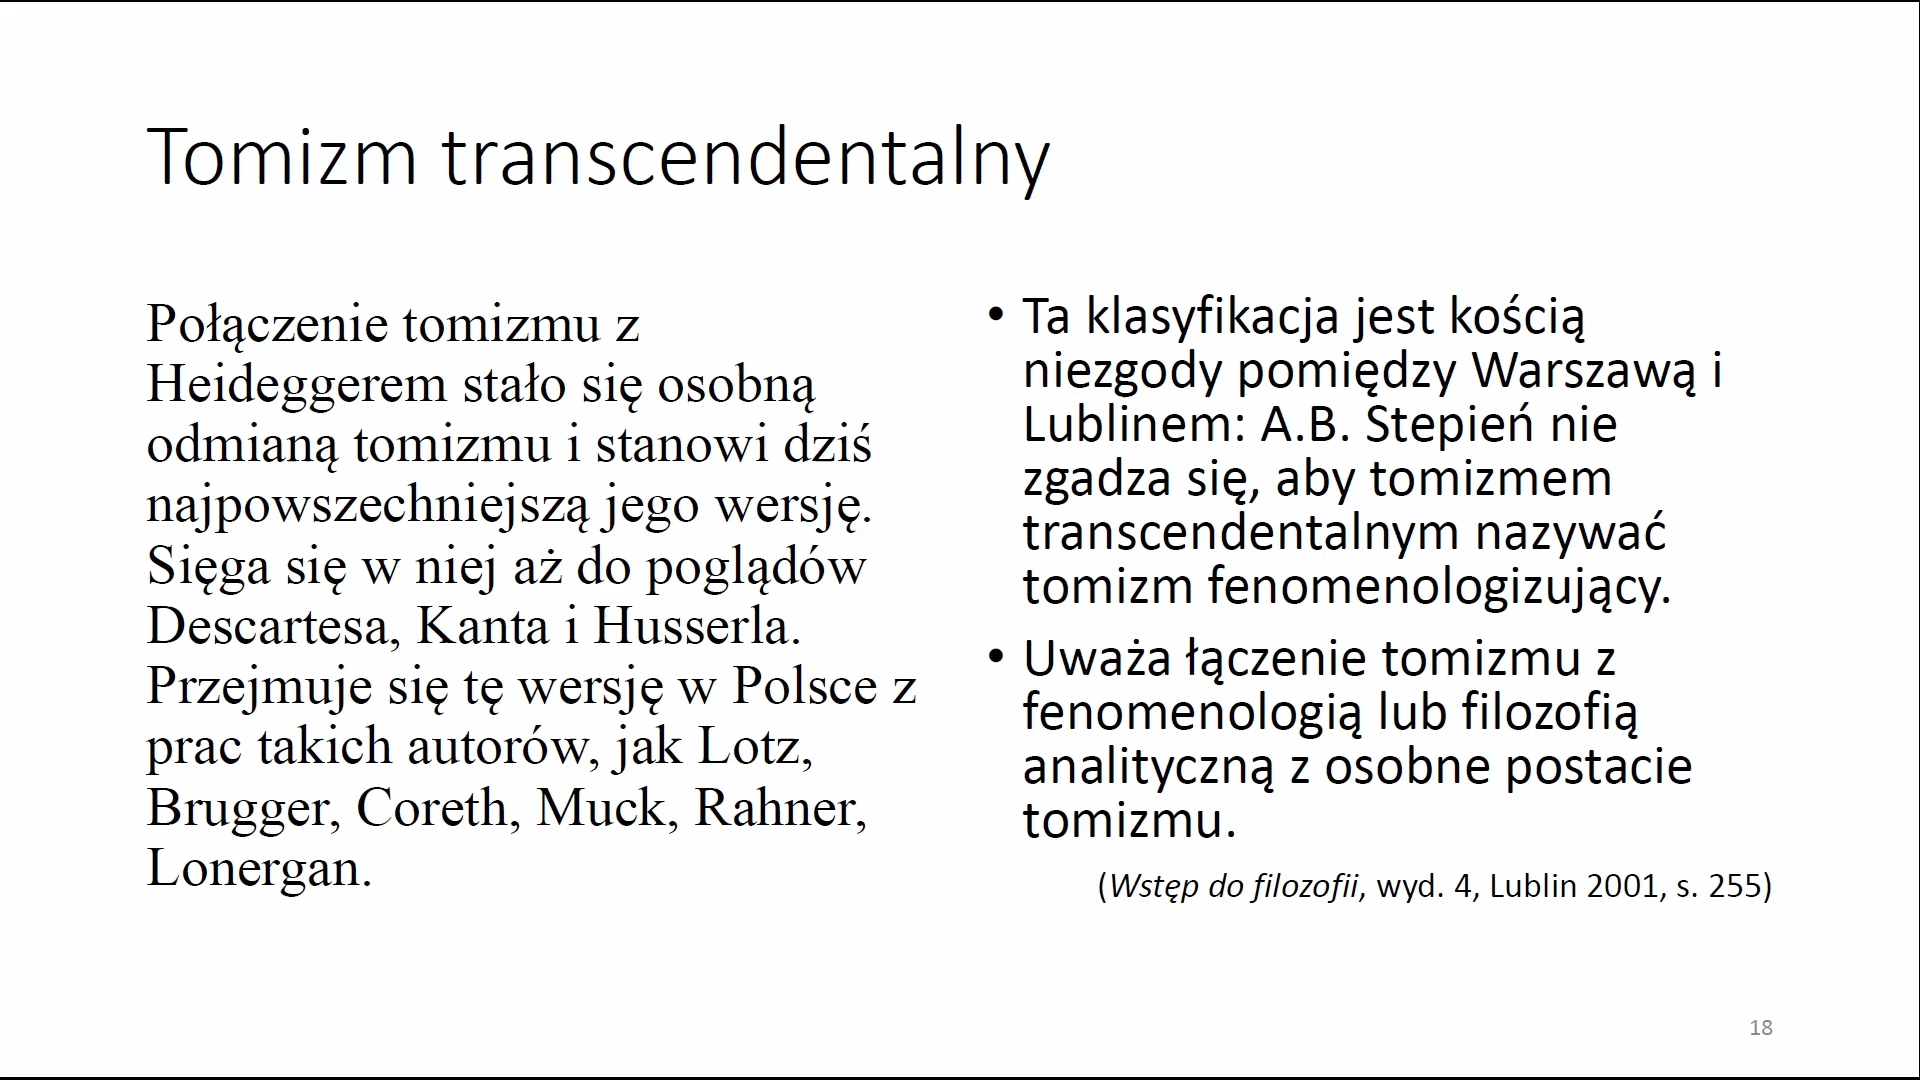 Tomizm transcendentalny
Połączenie tomizmu z
Heideggerem stało się osobną
odmianą tomizmu i stanowi dziś
najpowszechniejszą jego wersję.
Sięga się w niej aż do poglądów
Descartesa, Kanta i Husserla.
Przejmuje się tę wersję w Polsce z
prac takich autorów, jak Lotz,
Brugger, Coreth, Muck, Rahner,
Lonergan.
• Ta klasyfikacja jest kością
niezgody pomiędzy Warszawą i
Lublinem: A.B. Stepień nie
zgadza się, aby tomizmem
transcendentalnym nazywać
tomizm fenomenologizujący.
• Uważa łączenie tomizmu z
fenomenologią lub filozofią
analityczną z osobne postacie
tomizmu.
(Wstęp do filozofii, wyd. 4, Lublin 2001, s. 255)
18